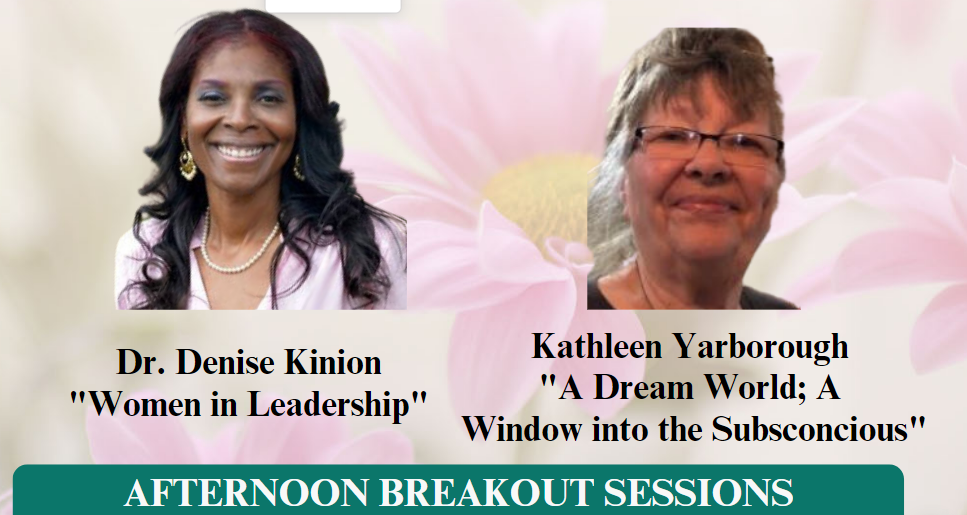 Dr. Denise Kinion
"Women in Leadership"
Kathleen Yarborough
"A Dream World; A
Window into the Subsconcious"
AFTERNOON BREAKOUT SESSIONS